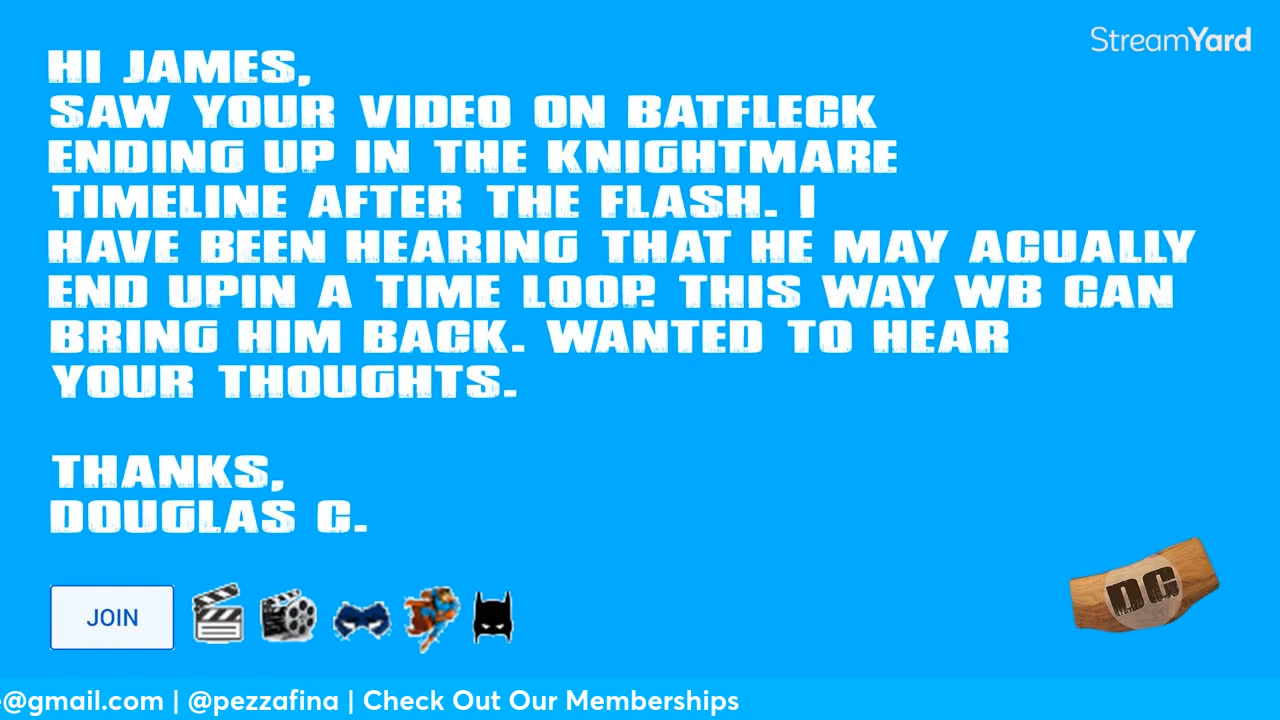 StreamYard
HI JAMES,
SAW YOUR VIDEO ON BATFLECK
ENDING UP IN THE KNIGHTMARE
TIMELINE AFTER THE FLASH. I
HAVE BEEN HEARING THAT HE MAY ACUALLY
END UPIN A TIME LOOP. THIS WAY WB CAN
BRING HIM BACK. WANTED TO HEAR
YOUR THOUGHTS.
THANKS,
DOUGLAS C.
JOIN
DC
@gmail.com | @pezzafina | Check Out Our Memberships